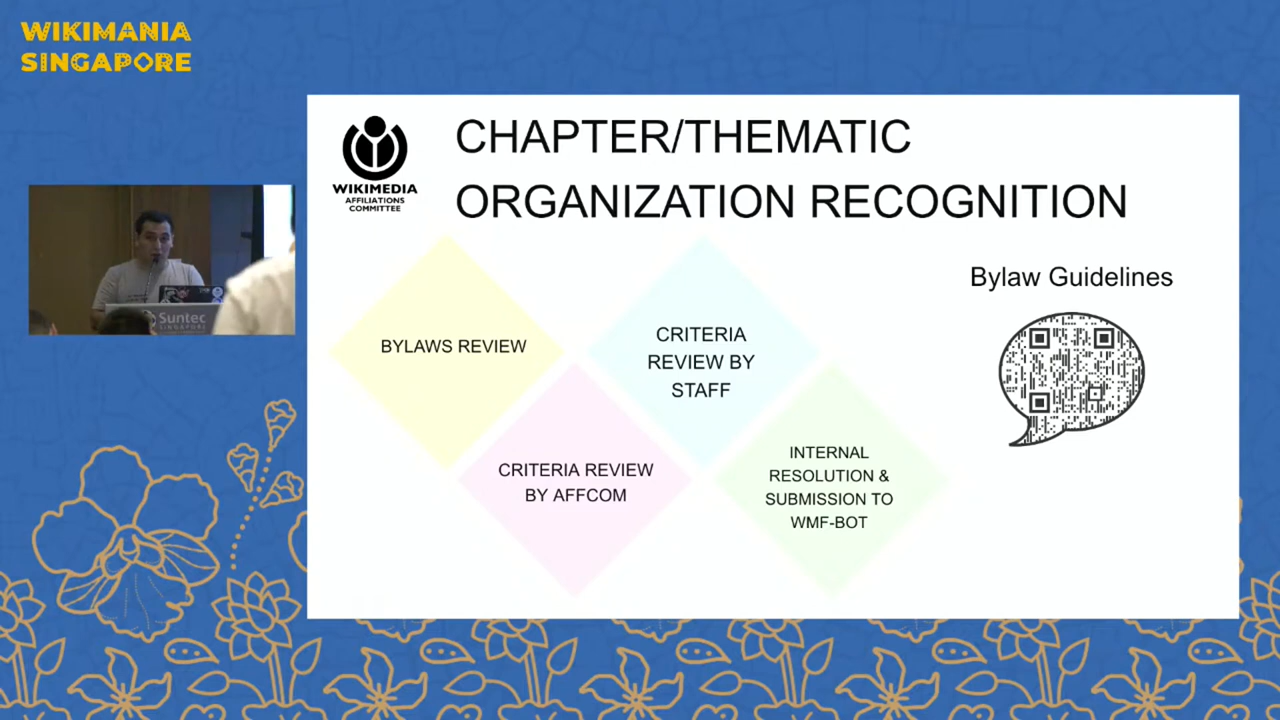 WIKIMANIA
SINGAPORE
WIKIMEDIA
AFFILIATIONS
COMMITTEE
CHAPTER/THEMATIC
ORGANIZATION RECOGNITION
Bylaw Guidelines
BYLAWS REVIEW
CRITERIA
REVIEW BY
STAFF
CRITERIA REVIEW
BY AFFCOM
INTERNAL
RESOLUTION &
SUBMISSION TO
WMF-BOT
Suntec
SINGAPORE